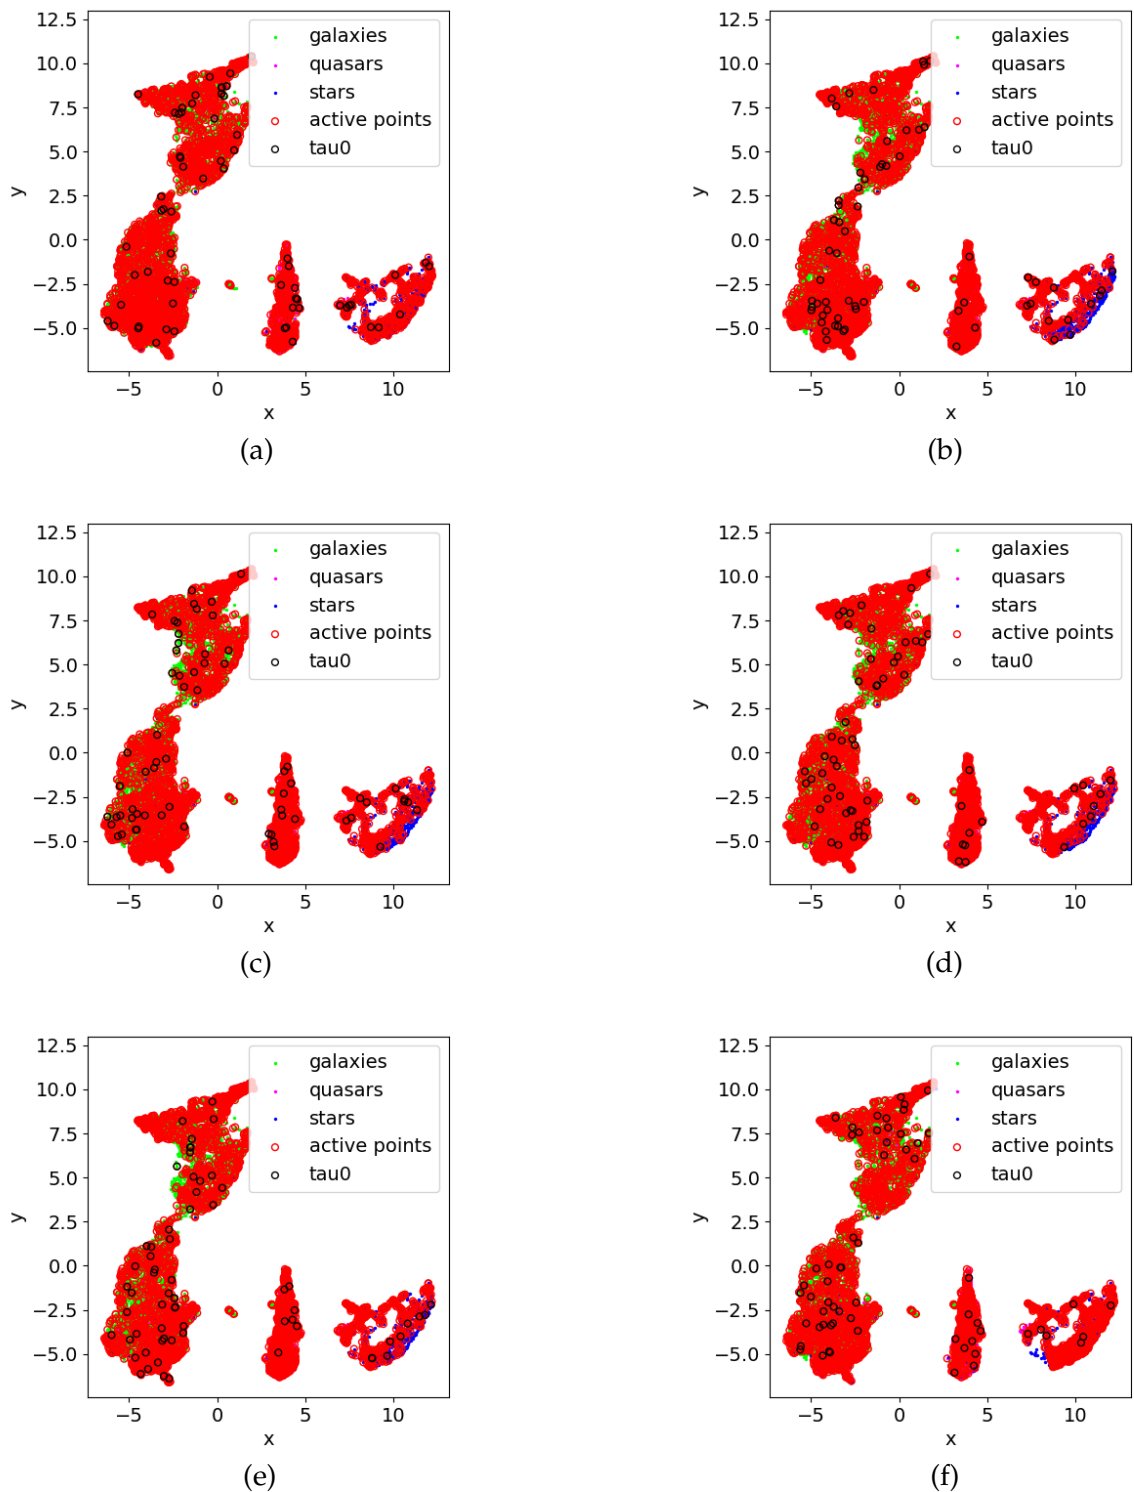 12.5
10.0
7.5
5.0
2.5
0.0
−2.5
−5.0
y
galaxies
quasars
stars
active points
tau0
−5 0 5 10
x
(a)
12.5
10.0
7.5
5.0
2.5
0.0
−2.5
−5.0
y
galaxies
quasars
stars
active points
tau0
−5 0 5 10
x
(b)
12.5
10.0
7.5
5.0
2.5
0.0
−2.5
−5.0
y
galaxies
quasars
stars
active points
tau0
−5 0 5 10
x
(c)
12.5
10.0
7.5
5.0
2.5
0.0
−2.5
−5.0
y
galaxies
quasars
stars
active points
tau0
−5 0 5 10
x
(d)
12.5
10.0
7.5
5.0
2.5
0.0
−2.5
−5.0
y
galaxies
quasars
stars
active points
tau0
−5 0 5 10
x
(e)
12.5
10.0
7.5
5.0
2.5
0.0
−2.5
−5.0
y
galaxies
quasars
stars
active points
tau0
−5 0 5 10
x
(f)